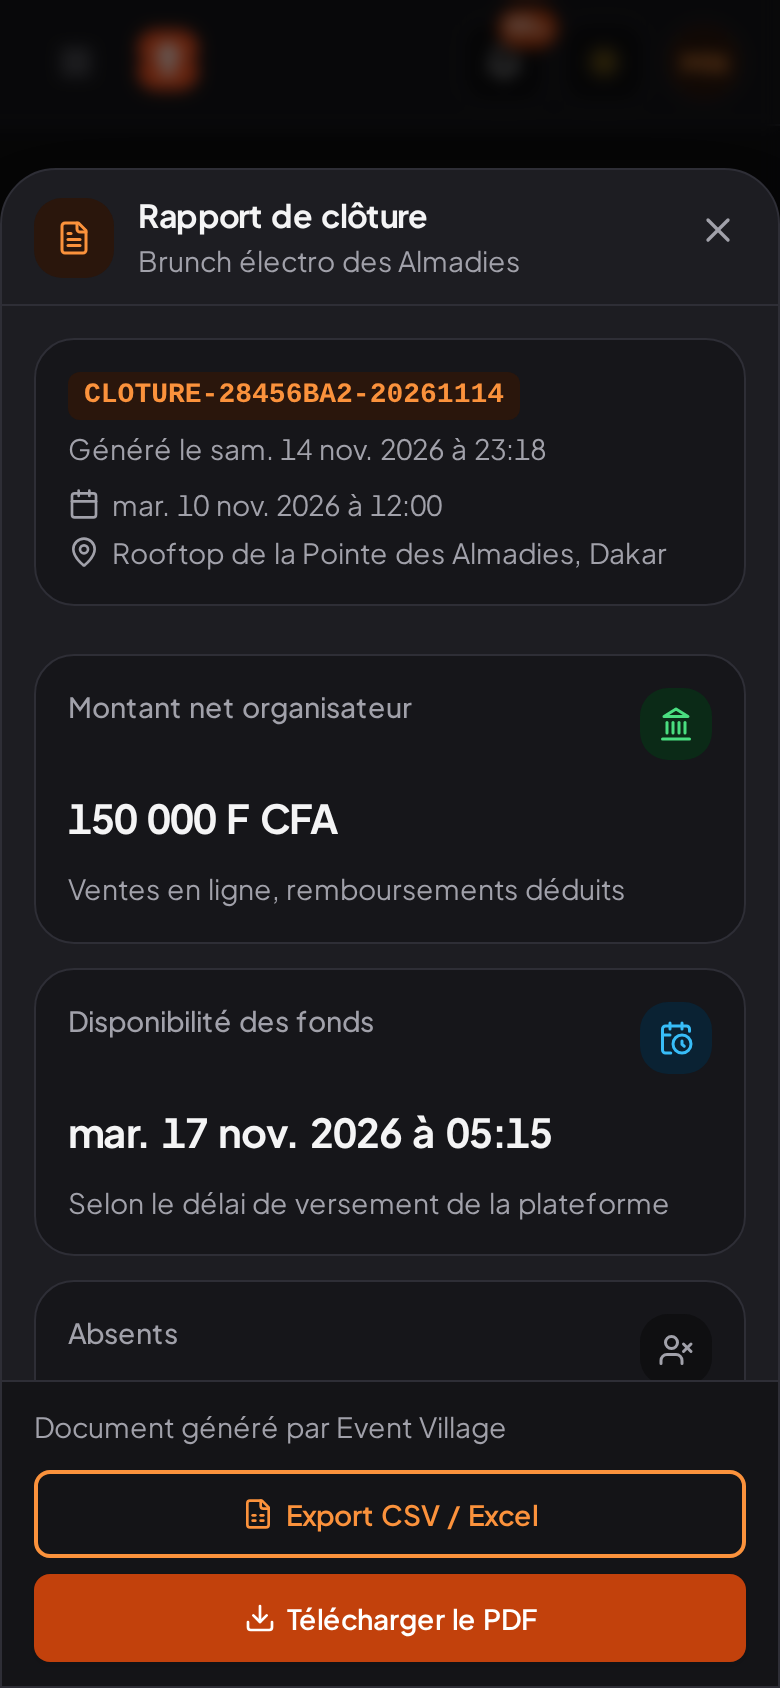 Rapport de clôture
Brunch électro des Almadies
CLOTURE-28456BA2-20261114
Généré le sam. 14 nov. 2026 à 23:18
mar. 10 nov. 2026 à 12:00
Rooftop de la Pointe des Almadies, Dakar
Montant net organisateur
150 000 F CFA
Ventes en ligne, remboursements déduits
Disponibilité des fonds
mar. 17 nov. 2026 à 05:15
Selon le délai de versement de la plateforme
Absents
Document généré par Event Village
Export CSV / Excel
Télécharger le PDF